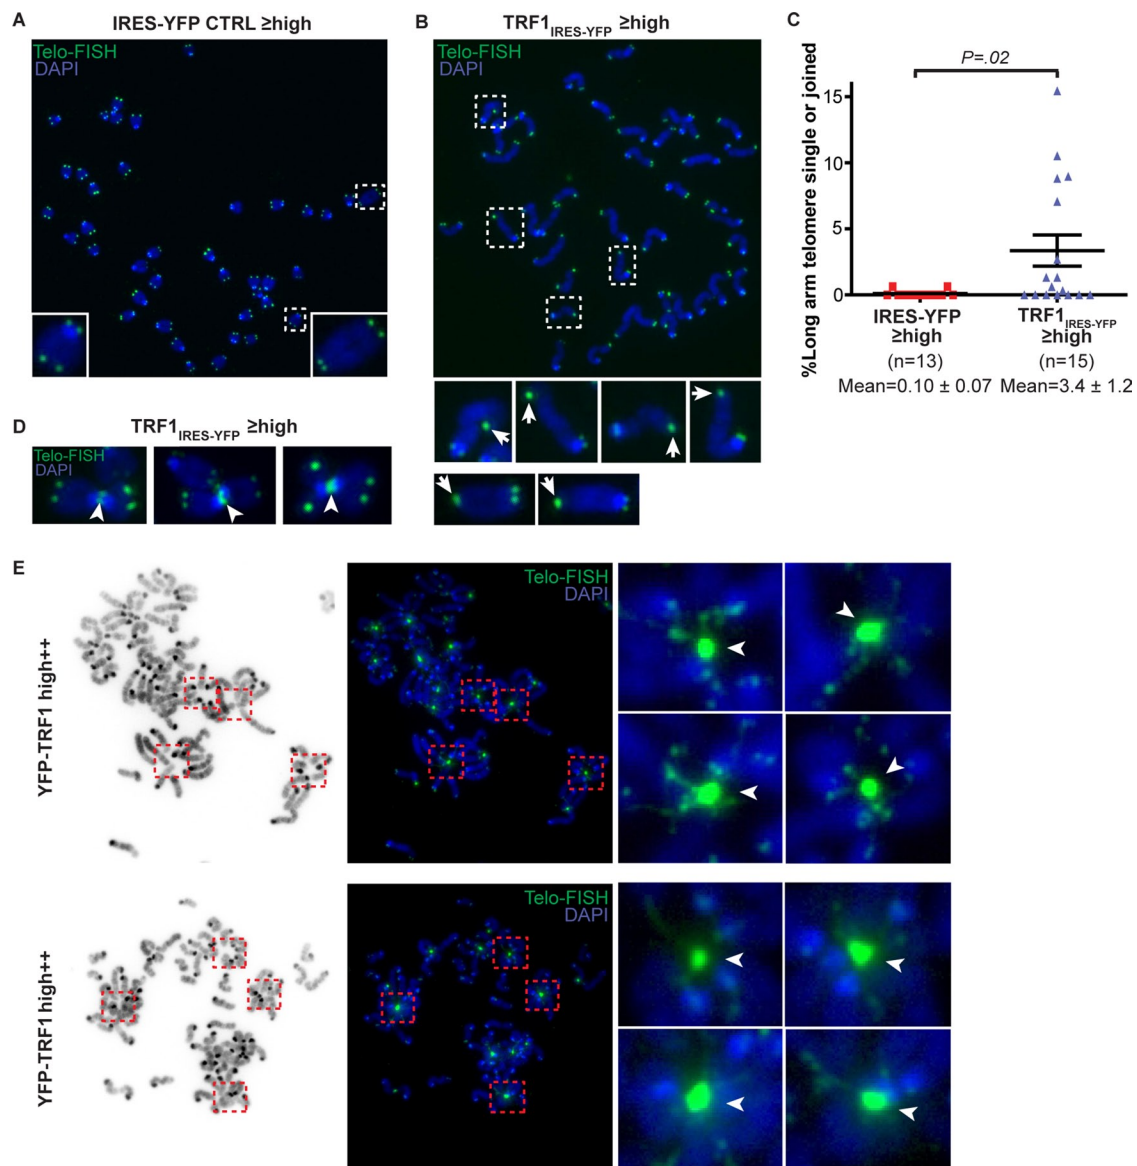 A
IRES-YFP CTRL ≥high
Telo-FISH
DAPI
B
TRF1IRES-YFP ≥high
Telo-FISH
DAPI
C
P=.02
%Long arm telomere single or joined
15
10
5
0
IRES-YFP
≥high
(n=13)
Mean=0.10 ± 0.07
TRF1IRES-YFP
≥high
(n=15)
Mean=3.4 ± 1.2
D
TRF1IRES-YFP ≥high
Telo-FISH
DAPI
E
YFP-TRF1 high++
Telo-FISH
DAPI
YFP-TRF1 high++
Telo-FISH
DAPI